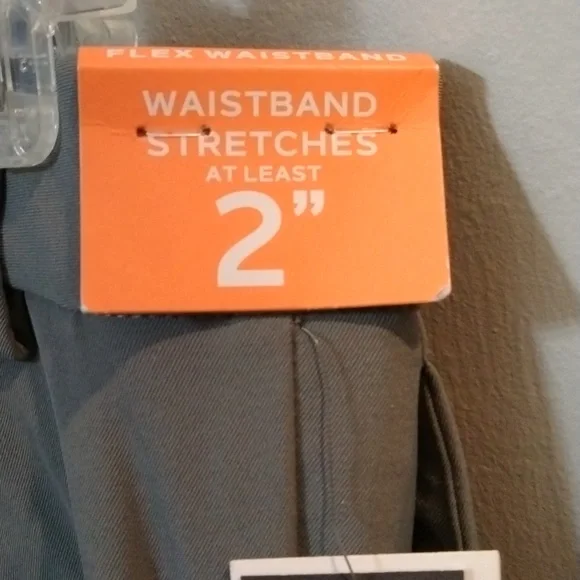 FLEX WAISTBAND
WAISTBAND
STRETCHES
AT LEAST
2”